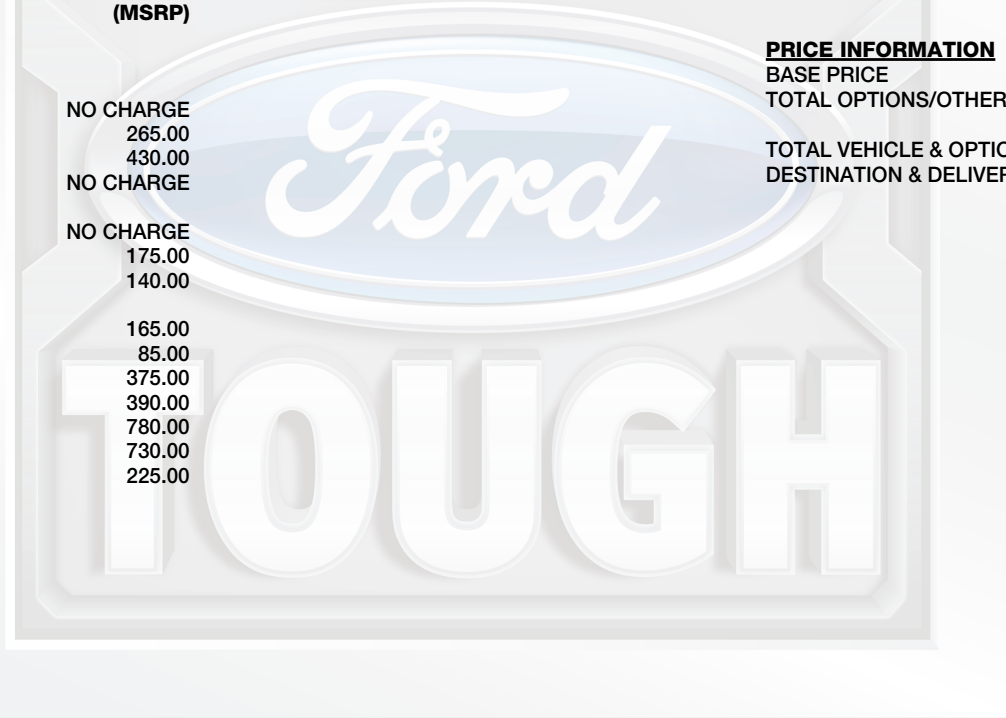 (MSRP)
NO CHARGE
265.00
430.00
NO CHARGE
NO CHARGE
175.00
140.00
165.00
85.00
375.00
390.00
780.00
730.00
225.00
PRICE INFORMATION
BASE PRICE
TOTAL OPTIONS/OTHER
TOTAL VEHICLE & OPTIO
DESTINATION & DELIVER
Ford
TOUGH